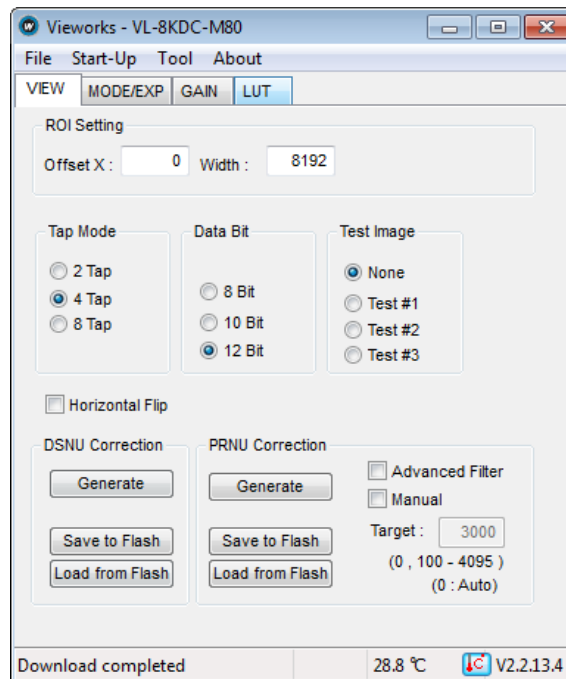 Vieworks - VL-8KDC-M80
File Start-Up Tool About
VIEW MODE/EXP GAIN LUT
ROI Setting
Offset X : 0 Width : 8192
Tap Mode
2 Tap
4 Tap
8 Tap
Data Bit
8 Bit
10 Bit
12 Bit
Test Image
None
Test #1
Test #2
Test #3
Horizontal Flip
DSNU Correction
Generate
Save to Flash
Load from Flash
PRNU Correction
Generate
Save to Flash
Load from Flash
Advanced Filter
Manual
Target : 3000
(0 , 100 - 4095 )
(0 : Auto)
Download completed 28.8 ℃ V2.2.13.4